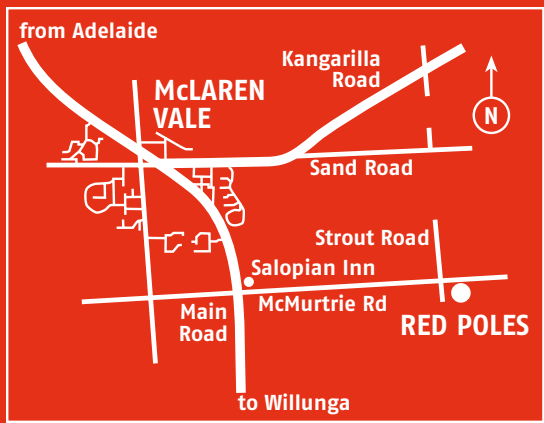 from Adelaide
Kangarilla
Road
McLAREN
VALE
N
Sand Road
Strout Road
Salopian Inn
McMurtrie Rd
Main
Road
RED POLES
to Willunga